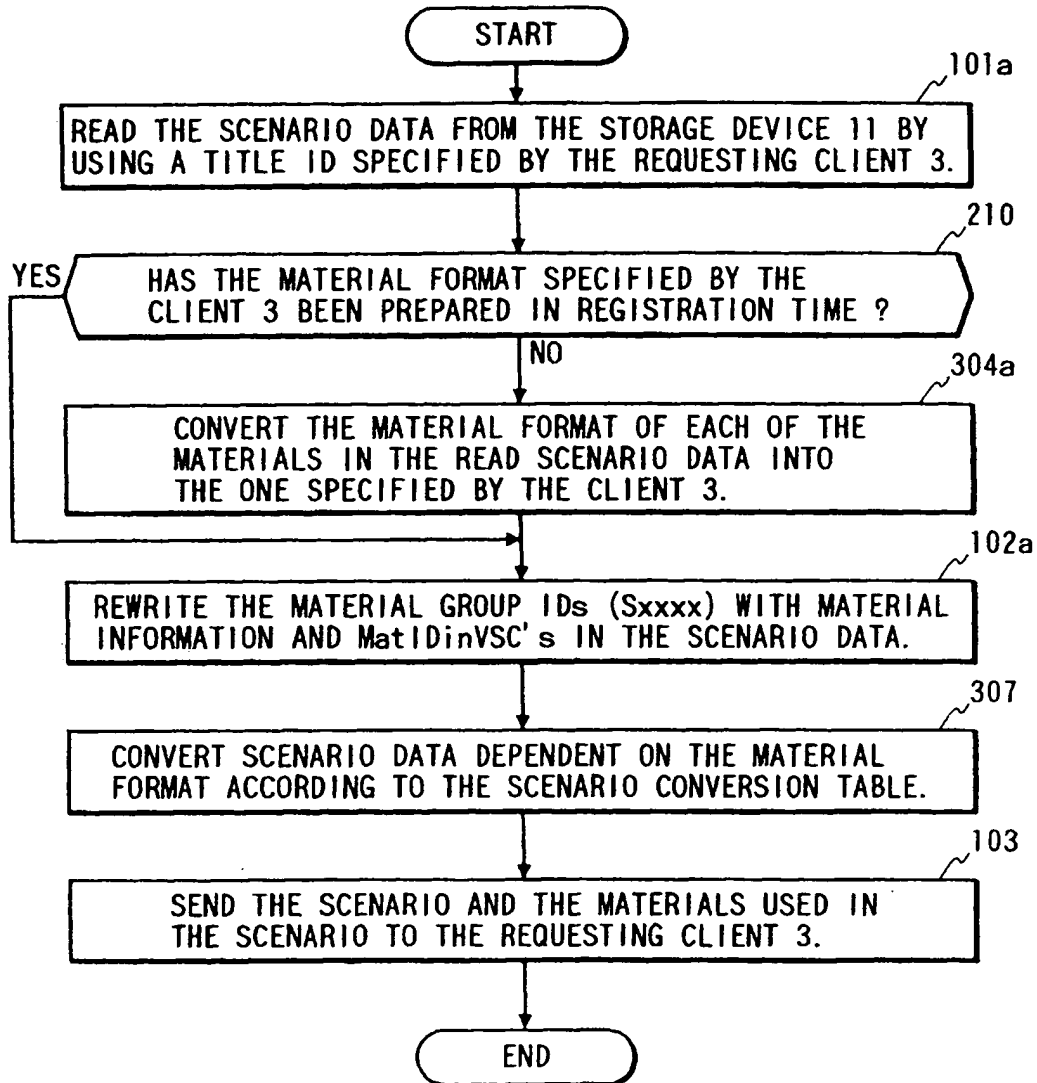 START
101a
READ THE SCENARIO DATA FROM THE STORAGE DEVICE 11 BY
USING A TITLE ID SPECIFIED BY THE REQUESTING CLIENT 3.
210
YES
HAS THE MATERIAL FORMAT SPECIFIED BY THE
CLIENT 3 BEEN PREPARED IN REGISTRATION TIME ?
NO
304a
CONVERT THE MATERIAL FORMAT OF EACH OF THE
MATERIALS IN THE READ SCENARIO DATA INTO
THE ONE SPECIFIED BY THE CLIENT 3.
102a
REWRITE THE MATERIAL GROUP IDs (Sxxxx) WITH MATERIAL
INFORMATION AND MatIDinVSC's IN THE SCENARIO DATA.
307
CONVERT SCENARIO DATA DEPENDENT ON THE MATERIAL
FORMAT ACCORDING TO THE SCENARIO CONVERSION TABLE.
103
SEND THE SCENARIO AND THE MATERIALS USED IN
THE SCENARIO TO THE REQUESTING CLIENT 3.
END